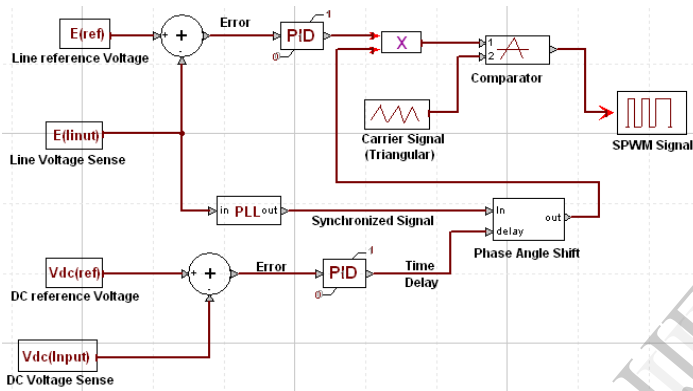 E(ref)
Line reference Voltage
+
+
-
Error
PID
1
0
X
1
2
Comparator
Carrier Signal
(Triangular)
SPWM Signal
E(linut)
Line Voltage Sense
in PLL out
Synchronized Signal
In
out
delay
Phase Angle Shift
Vdc(ref)
DC reference Voltage
+
+
-
Error
PID
1
0
Time
Delay
Vdc(Input)
DC Voltage Sense